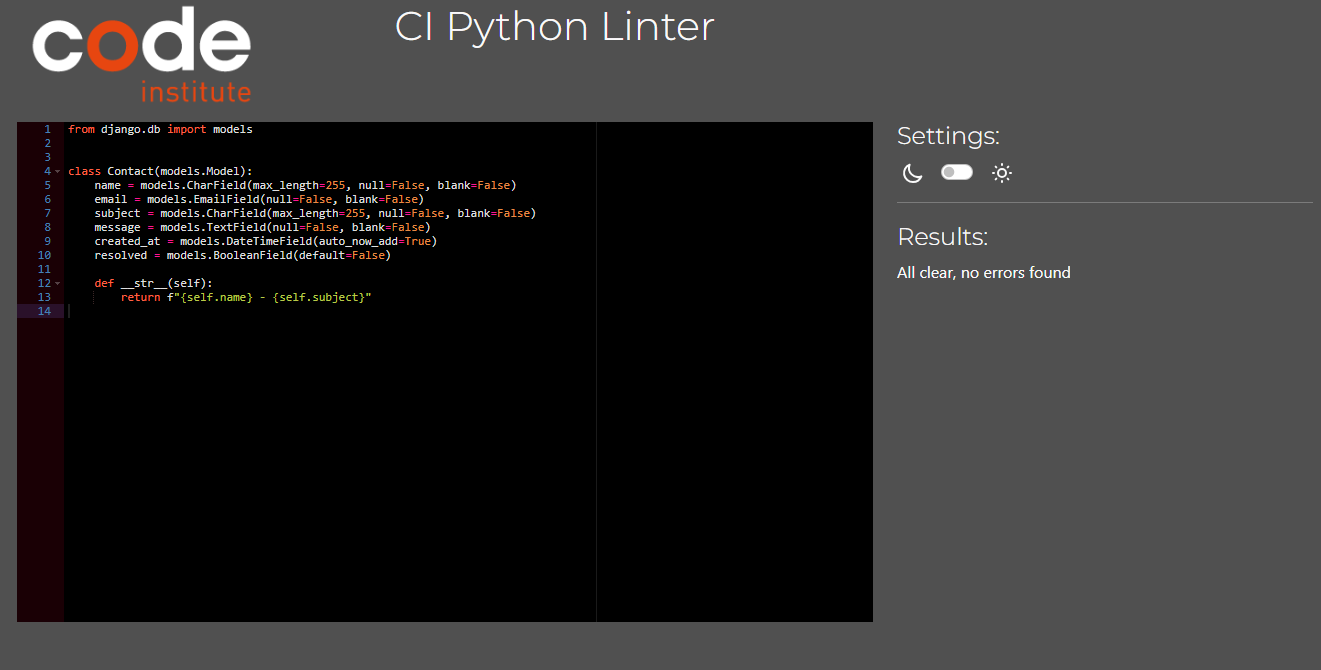 code
institute
CI Python Linter
1 from django.db import models
2
3
4 class Contact(models.Model):
5     name = models.CharField(max_length=255, null=False, blank=False)
6     email = models.EmailField(null=False, blank=False)
7     subject = models.CharField(max_length=255, null=False, blank=False)
8     message = models.TextField(null=False, blank=False)
9     created_at = models.DateTimeField(auto_now_add=True)
10     resolved = models.BooleanField(default=False)
11
12     def __str__(self):
13         return f"{self.name} - {self.subject}"
14
Settings:
Results:
All clear, no errors found